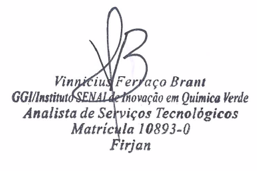 Vinnicius Ferraço Brant
GGI/Instituto SENAI de Inovação em Química Verde
Analista de Serviços Tecnológicos
Matrícula 10893-0
Firjan